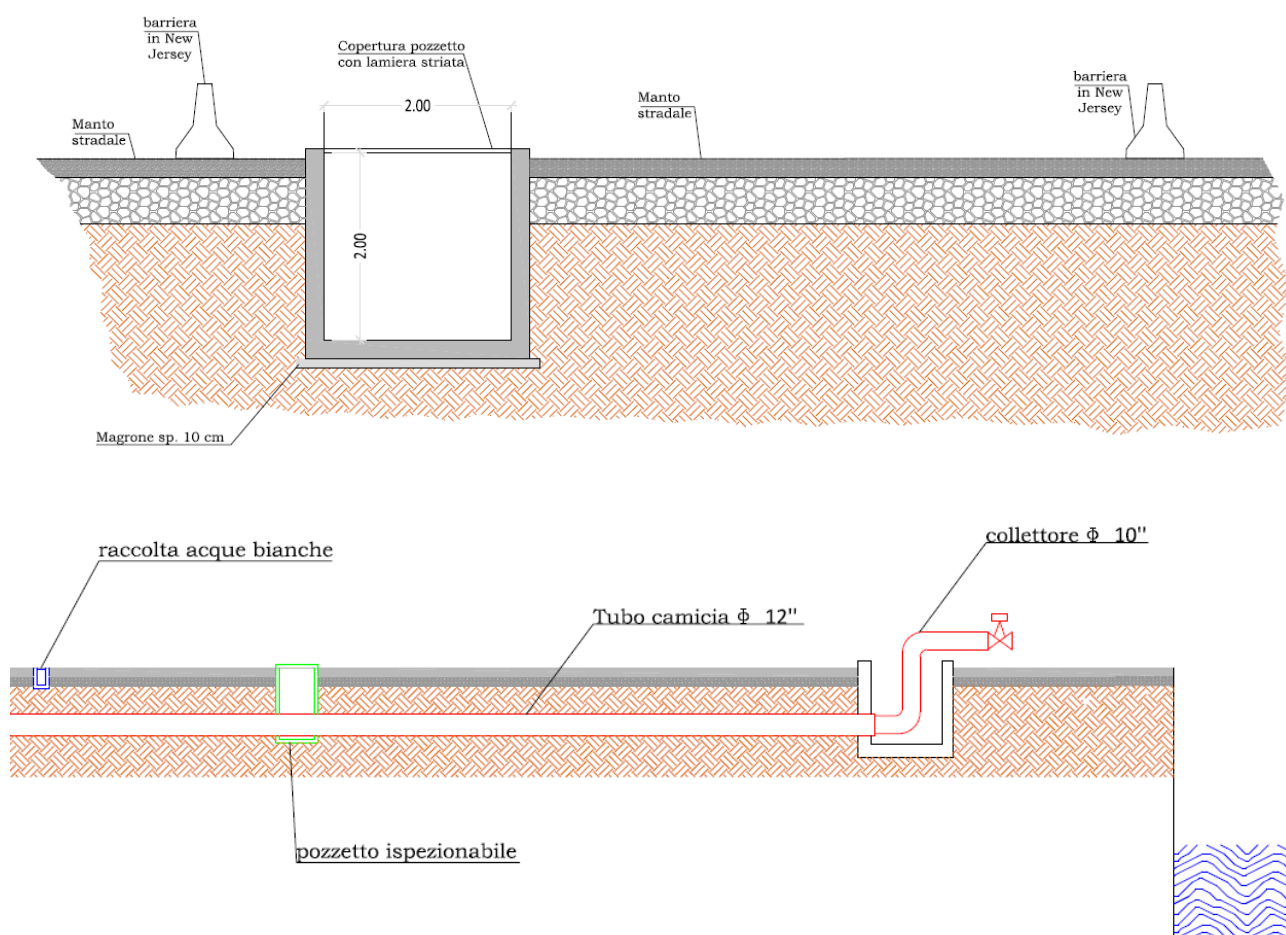 barriera
in New
Jersey
Copertura pozzetto
con lamiera striata
2.00
Manto
stradale
barriera
in New
Jersey
Manto
stradale
2.00
Magrone sp. 10 cm
raccolta acque bianche
collettore Φ 10"
Tubo camicia Φ 12"
pozzetto ispezionabile